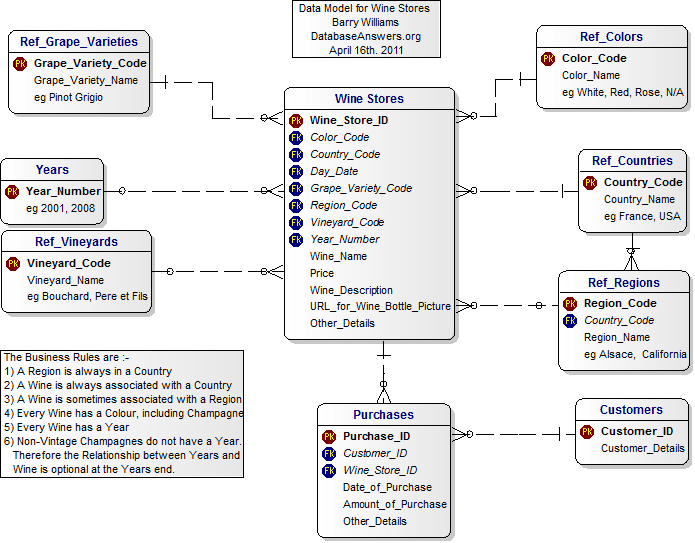 Data Model for Wine Stores
Barry Williams
DatabaseAnswers.org
April 16th. 2011
Ref_Grape_Varieties
PK Grape_Variety_Code
Grape_Variety_Name
eg Pinot Grigio
Ref_Colors
PK Color_Code
Color_Name
eg White, Red, Rose, N/A
Wine Stores
PK Wine_Store_ID
FK Color_Code
FK Country_Code
FK Day_Date
FK Grape_Variety_Code
FK Region_Code
FK Vineyard_Code
FK Year_Number
Wine_Name
Price
Wine_Description
URL_for_Wine_Bottle_Picture
Other_Details
Years
PK Year_Number
eg 2001, 2008
Ref_Countries
PK Country_Code
Country_Name
eg France, USA
Ref_Vineyards
PK Vineyard_Code
Vineyard_Name
eg Bouchard, Pere et Fils
Ref_Regions
PK Region_Code
FK Country_Code
Region_Name
eg Alsace, California
The Business Rules are :-
1) A Region is always in a Country
2) A Wine is always associated with a Country
3) A Wine is sometimes associated with a Region
4) Every Wine has a Colour, including Champagne
5) Every Wine has a Year
6) Non-Vintage Champagnes do not have a Year.
Therefore the Relationship between Years and
Wine is optional at the Years end.
Purchases
PK Purchase_ID
FK Customer_ID
FK Wine_Store_ID
Date_of_Purchase
Amount_of_Purchase
Other_Details
Customers
PK Customer_ID
Customer_Details